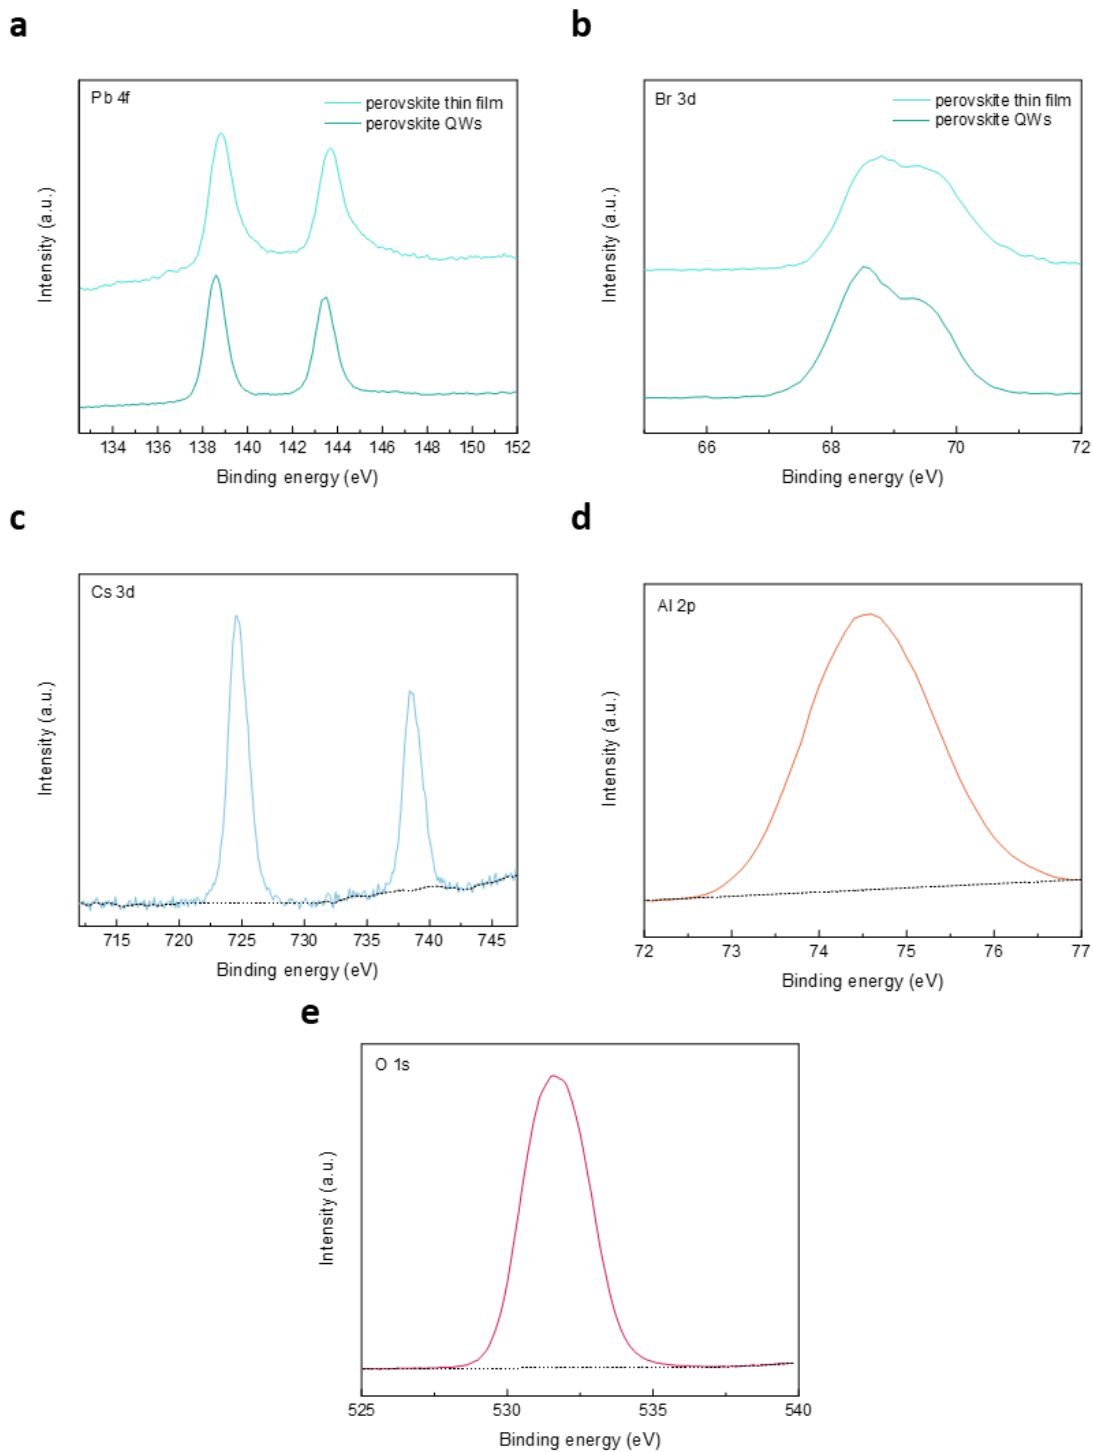 a
b
Pb 4f
perovskite thin film
perovskite QWs
Intensity (a.u.)
134 136 138 140 142 144 146 148 150 152
Binding energy (eV)
Br 3d
perovskite thin film
perovskite QWs
Intensity (a.u.)
66 68 70 72
Binding energy (eV)
c
d
Cs 3d
Intensity (a.u.)
715 720 725 730 735 740 745
Binding energy (eV)
Al 2p
Intensity (a.u.)
72 73 74 75 76 77
Binding energy (eV)
e
O 1s
Intensity (a.u.)
525 530 535 540
Binding energy (eV)